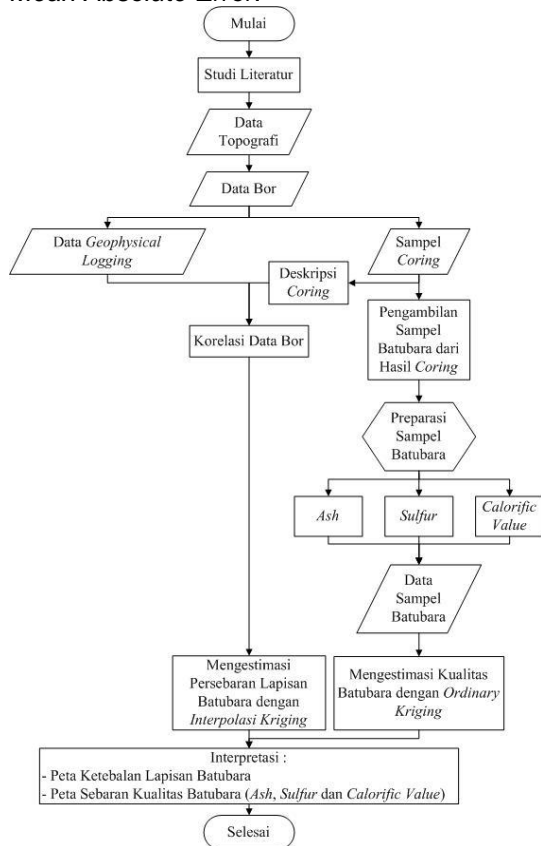 Mean Absolute Error.
Mulai
Studi Literatur
Data
Topografi
Data Bor
Data Geophysical
Logging
Sampel
Coring
Deskripsi
Coring
Korelasi Data Bor
Pengambilan
Sampel
Batubara dari
Hasil Coring
Preparasi
Sampel
Batubara
Ash
Sulfur
Calorific
Value
Data
Sampel
Batubara
Mengestimasi
Persebaran Lapisan
Batubara dengan
Interpolasi Kriging
Mengestimasi Kualitas
Batubara dengan Ordinary
Kriging
Interpretasi :
- Peta Ketebalan Lapisan Batubara
- Peta Sebaran Kualitas Batubara (Ash, Sulfur dan Calorific Value)
Selesai